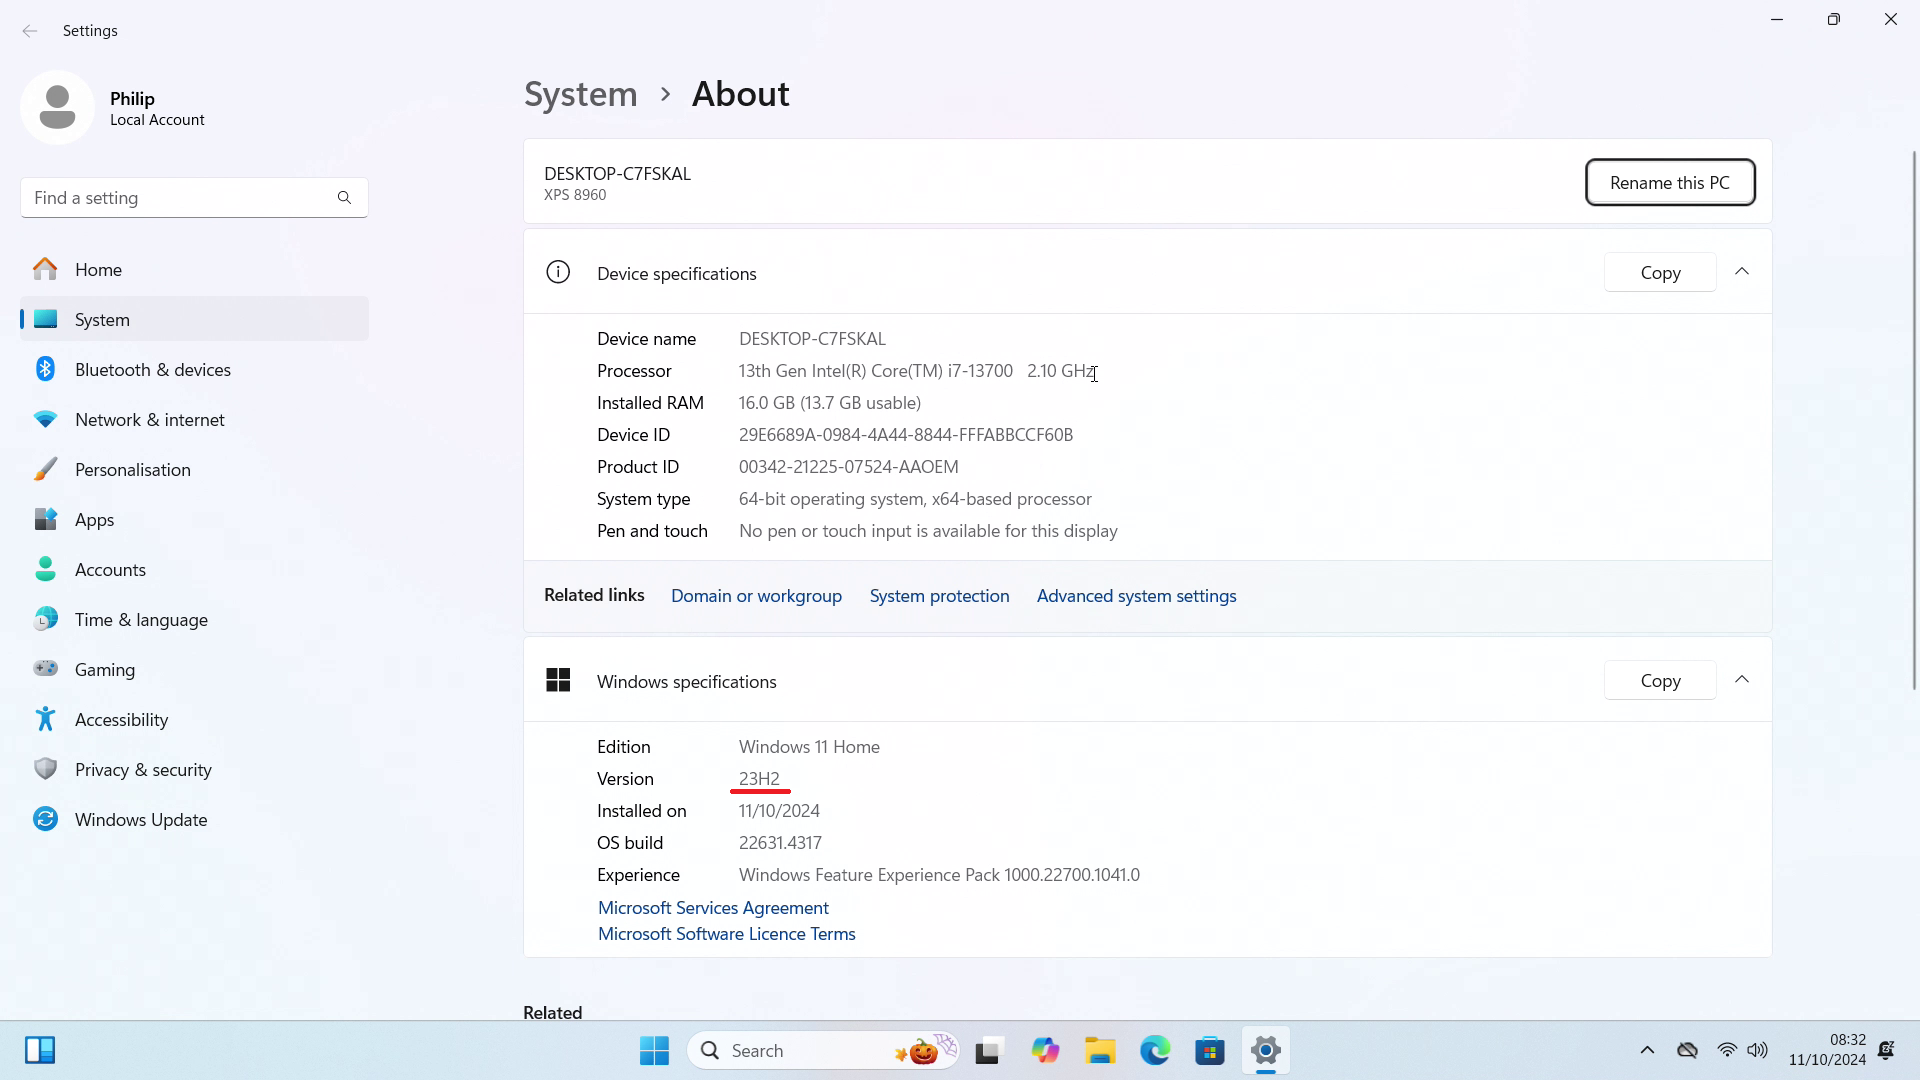 Settings
Philip
Local Account
Find a setting
Home
System
Bluetooth & devices
Network & internet
Personalisation
Apps
Accounts
Time & language
Gaming
Accessibility
Privacy & security
Windows Update
System > About
DESKTOP-C7FSKAL
XPS 8960
Rename this PC
Device specifications
Copy
Device name DESKTOP-C7FSKAL
Processor 13th Gen Intel(R) Core(TM) i7-13700 2.10 GHz
Installed RAM 16.0 GB (13.7 GB usable)
Device ID 29E6689A-0984-4A44-8844-FFFABBCCF60B
Product ID 00342-21225-07524-AAOEM
System type 64-bit operating system, x64-based processor
Pen and touch No pen or touch input is available for this display
Related links Domain or workgroup System protection Advanced system settings
Windows specifications
Copy
Edition Windows 11 Home
Version 23H2
Installed on 11/10/2024
OS build 22631.4317
Experience Windows Feature Experience Pack 1000.22700.1041.0
Microsoft Services Agreement
Microsoft Software Licence Terms
Related
Search
08:32
11/10/2024